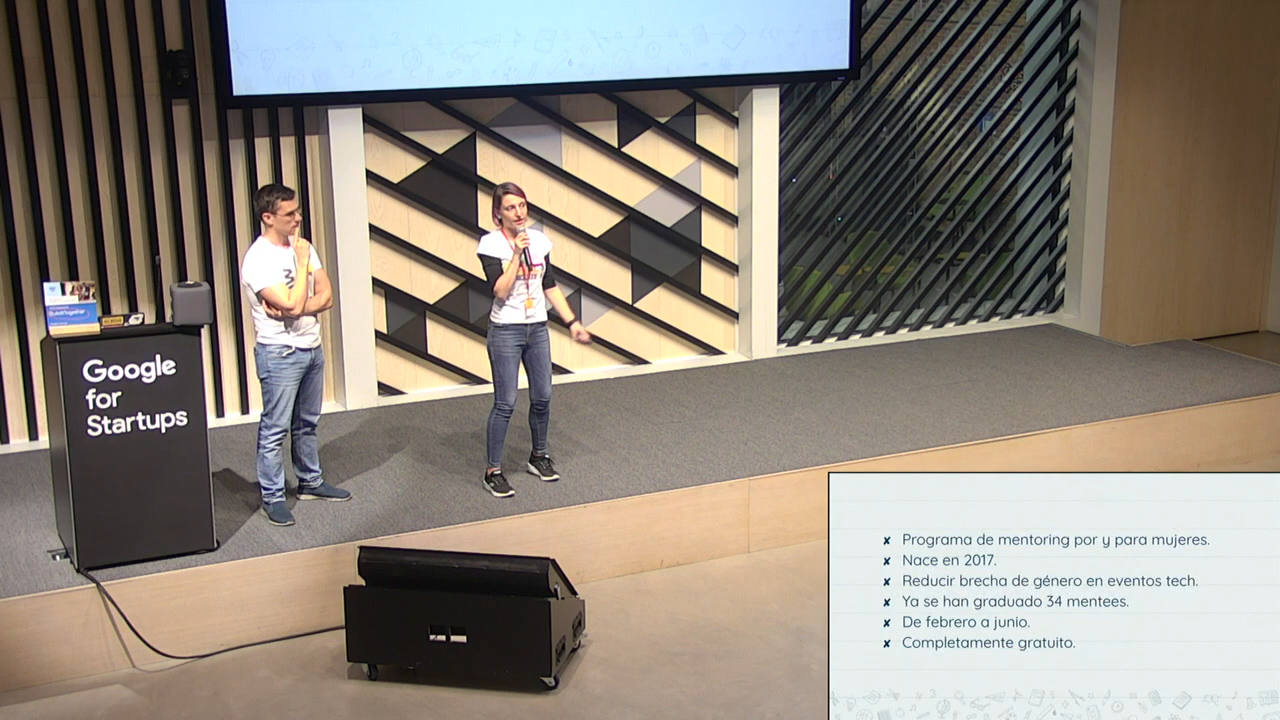 Google
for
Startups
✘ Programa de mentoring por y para mujeres.
✘ Nace en 2017.
✘ Reducir brecha de género en eventos tech.
✘ Ya se han graduado 34 mentees.
✘ De febrero a junio.
✘ Completamente gratuito.